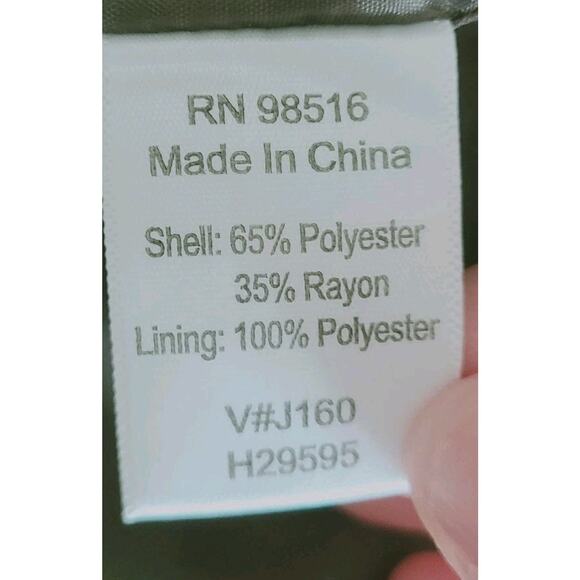 RN 98516
Made In China
Shell: 65% Polyester
35% Rayon
Lining: 100% Polyester
V#J160
H29595